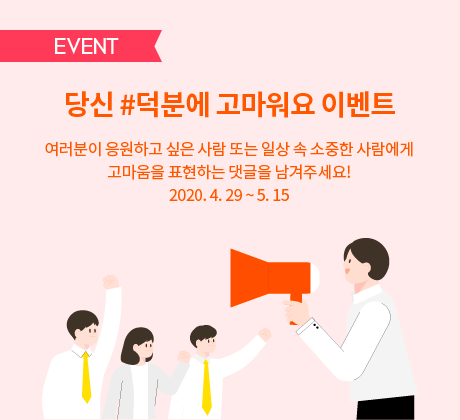 EVENT
당신 #덕분에 고마워요 이벤트
여러분이 응원하고 싶은 사람 또는 일상 속 소중한 사람에게
고마움을 표현하는 댓글을 남겨주세요!
2020. 4. 29 ~ 5. 15